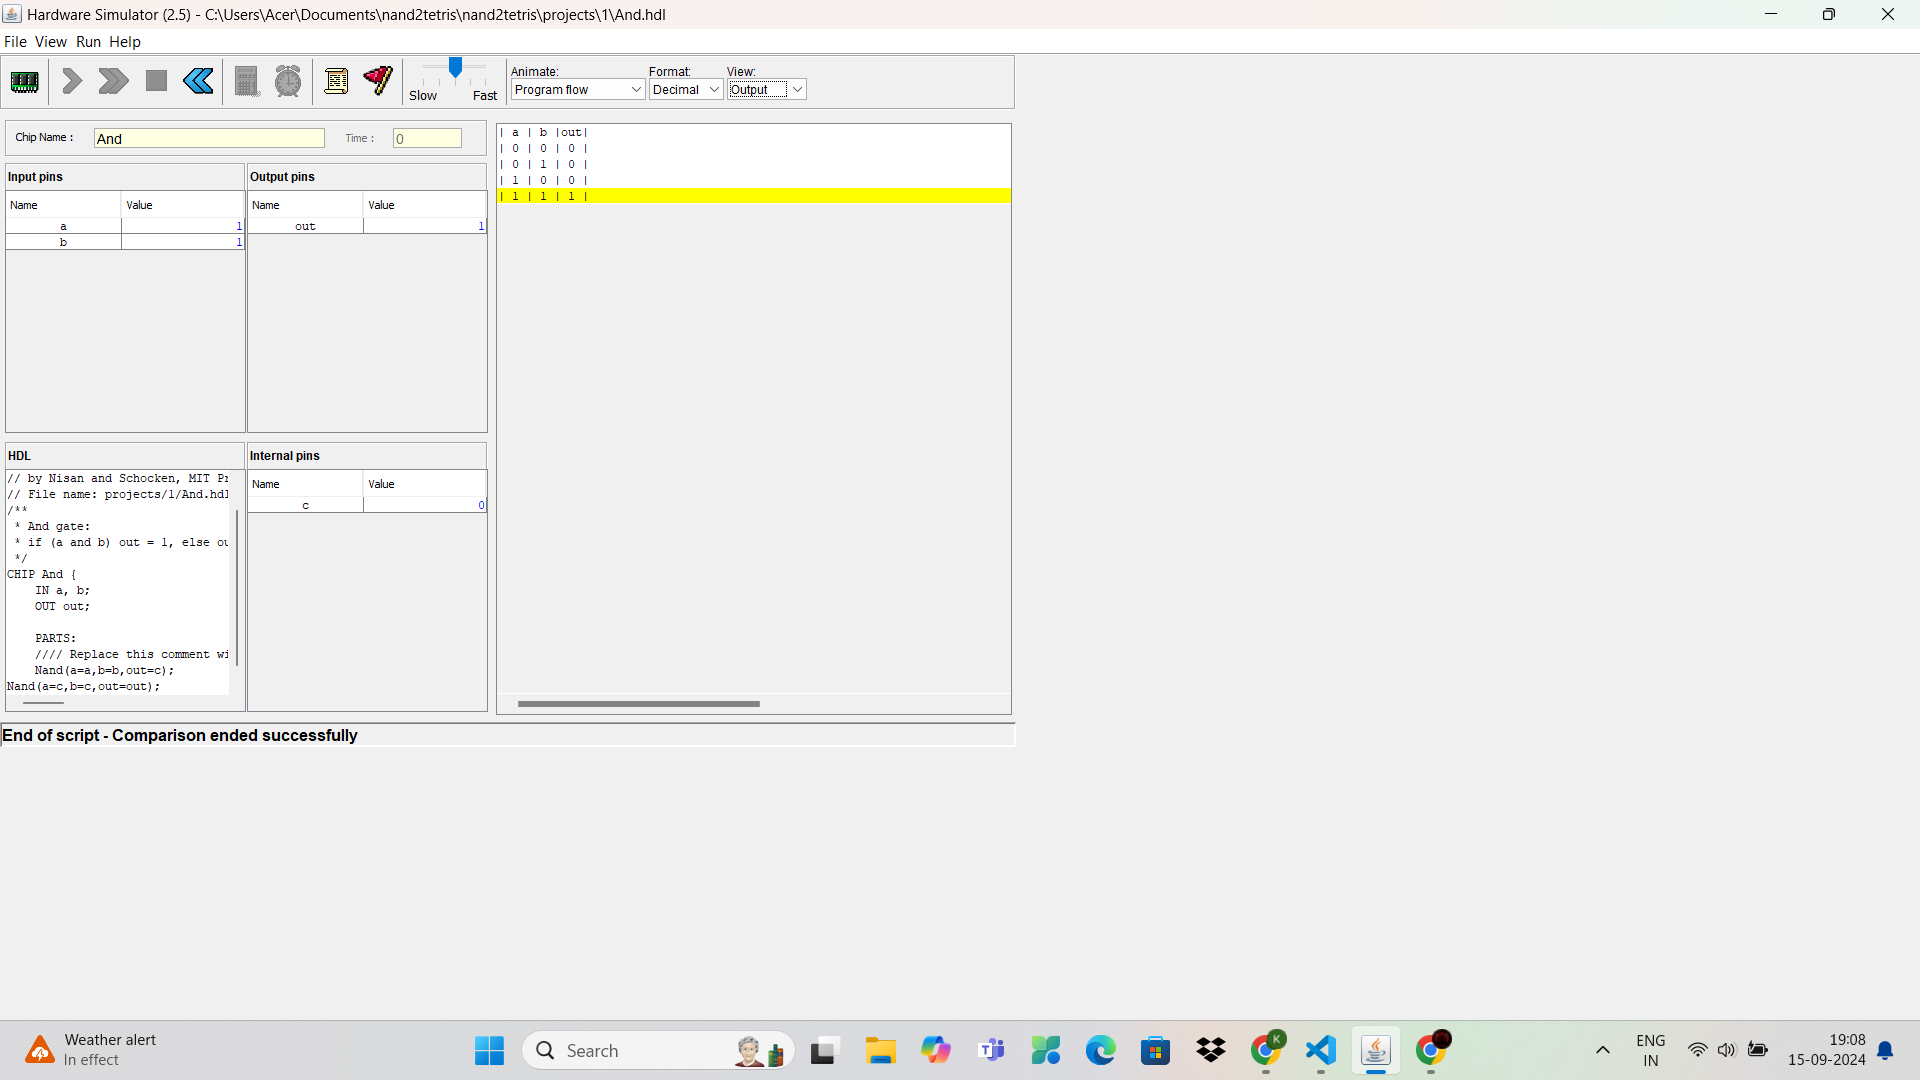 Hardware Simulator (2.5) - C:\Users\Acer\Documents\nand2tetris\nand2tetris\projects\1\And.hdl
File View Run Help
Slow Fast
Animate: Format: View:
Program flow Decimal Output
Chip Name : And Time : 0
Input pins
Name Value
a 1
b 1
Output pins
Name Value
out 1
| a | b |out|
| 0 | 0 | 0 |
| 0 | 1 | 0 |
| 1 | 0 | 0 |
| 1 | 1 | 1 |
HDL
// by Nisan and Schocken, MIT Pr
// File name: projects/1/And.hdl
/**
* And gate:
* if (a and b) out = 1, else ou
*/
CHIP And {
IN a, b;
OUT out;
PARTS:
//// Replace this comment wi
Nand(a=a,b=b,out=c);
Nand(a=c,b=c,out=out);
Internal pins
Name Value
c 0
End of script - Comparison ended successfully
Weather alert
In effect
Search
K
ENG
IN
19:08
15-09-2024